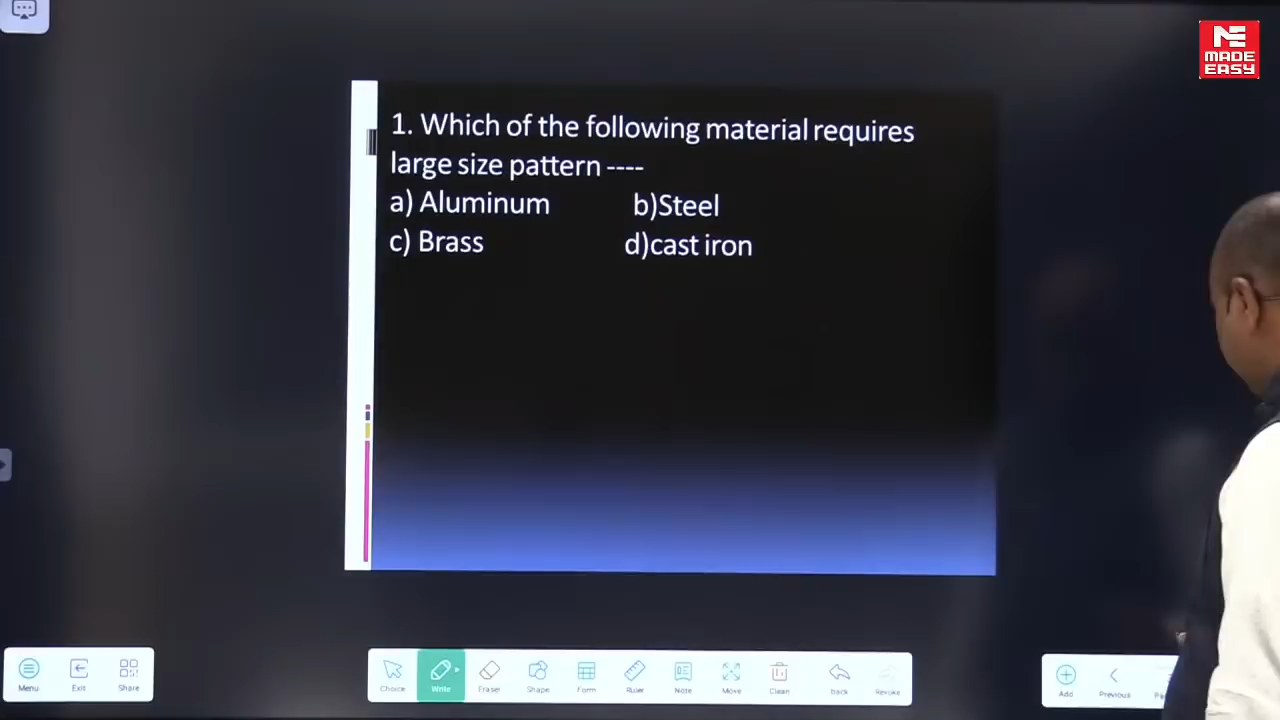 MADE
EASY
1. Which of the following material requires
large size pattern ----
a) Aluminum b)Steel
c) Brass d)cast iron
Menu Exit Share
Choice Write Eraser Shape Form Ruler Note Move Clean back Revoke
Add Previous